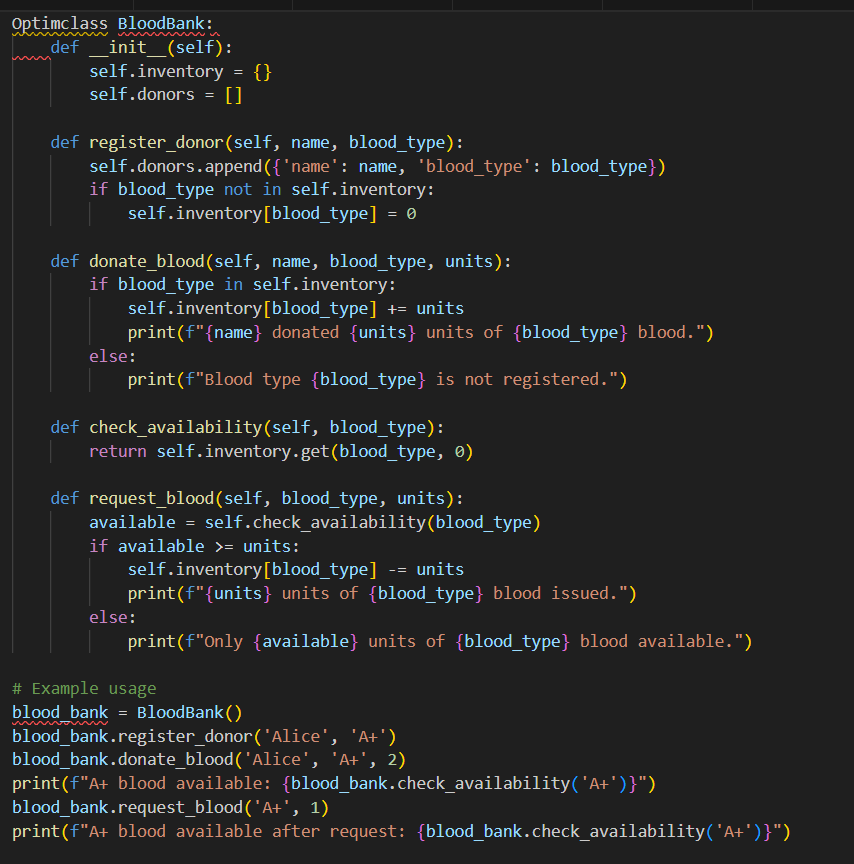 Optimclass BloodBank:
    def __init__(self):
        self.inventory = {}
        self.donors = []

    def register_donor(self, name, blood_type):
        self.donors.append({'name': name, 'blood_type': blood_type})
        if blood_type not in self.inventory:
            self.inventory[blood_type] = 0

    def donate_blood(self, name, blood_type, units):
        if blood_type in self.inventory:
            self.inventory[blood_type] += units
            print(f"{name} donated {units} units of {blood_type} blood.")
        else:
            print(f"Blood type {blood_type} is not registered.")

    def check_availability(self, blood_type):
        return self.inventory.get(blood_type, 0)

    def request_blood(self, blood_type, units):
        available = self.check_availability(blood_type)
        if available >= units:
            self.inventory[blood_type] -= units
            print(f"{units} units of {blood_type} blood issued.")
        else:
            print(f"Only {available} units of {blood_type} blood available.")

# Example usage
blood_bank = BloodBank()
blood_bank.register_donor('Alice', 'A+')
blood_bank.donate_blood('Alice', 'A+', 2)
print(f"A+ blood available: {blood_bank.check_availability('A+')}")
blood_bank.request_blood('A+', 1)
print(f"A+ blood available after request: {blood_bank.check_availability('A+')}")